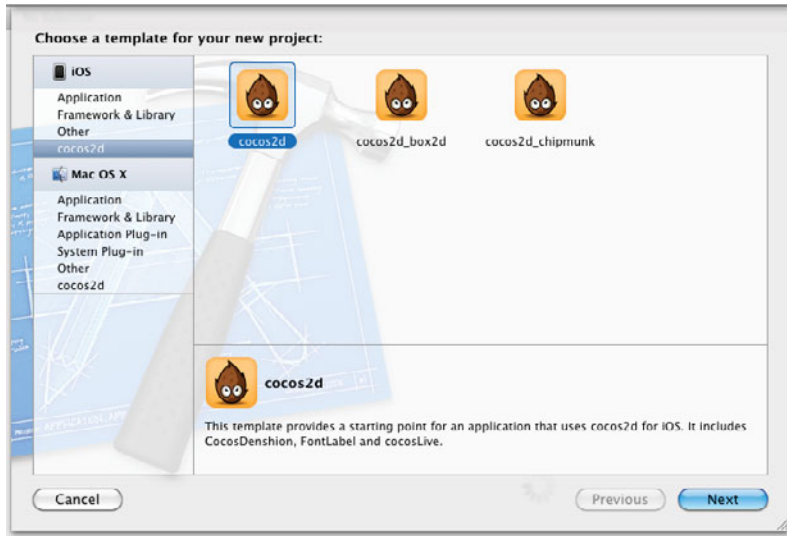 Choose a template for your new project:
iOS
Application
Framework & Library
Other
cocos2d
Mac OS X
Application
Framework & Library
Application Plug-in
System Plug-in
Other
cocos2d
cocos2d
cocos2d_box2d
cocos2d_chipmunk
cocos2d
This template provides a starting point for an application that uses cocos2d for iOS. It includes
CocosDenshion, FontLabel and cocosLive.
Cancel
Previous
Next